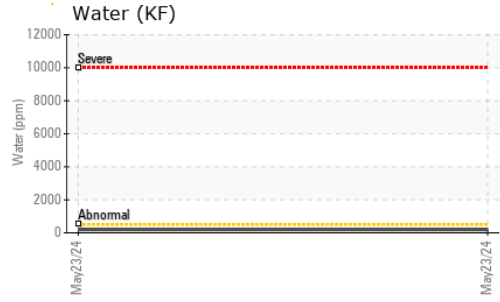 Water (KF)
12000
10000
8000
6000
4000
2000
0
Water (ppm)
Severe
Abnormal
May23/24
May23/24